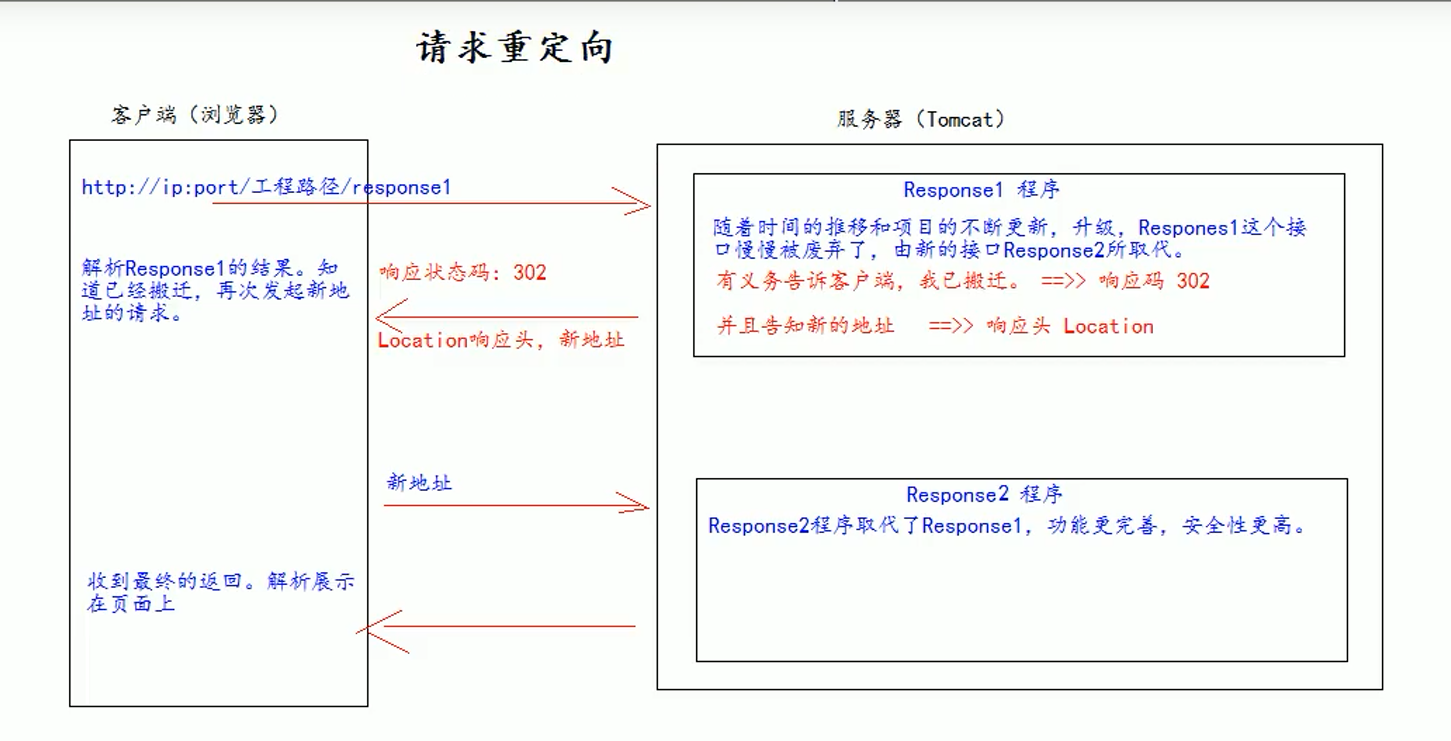 请求重定向
客户端（浏览器）
服务器（Tomcat）
http://ip:port/工程路径/response1
Response1 程序
随着时间的推移和项目的不断更新，升级，Respones1这个接
口慢慢被废弃了，由新的接口Response2所取代。
有义务告诉客户端，我已搬迁。 ==>> 响应码 302
并且告知新的地址 ==>> 响应头 Location
解析Response1的结果。知
道已经搬迁，再次发起新地
址的请求。
响应状态码：302
Location响应头，新地址
新地址
Response2 程序
Response2程序取代了Response1，功能更完善，安全性更高。
收到最终的返回。解析展示
在页面上